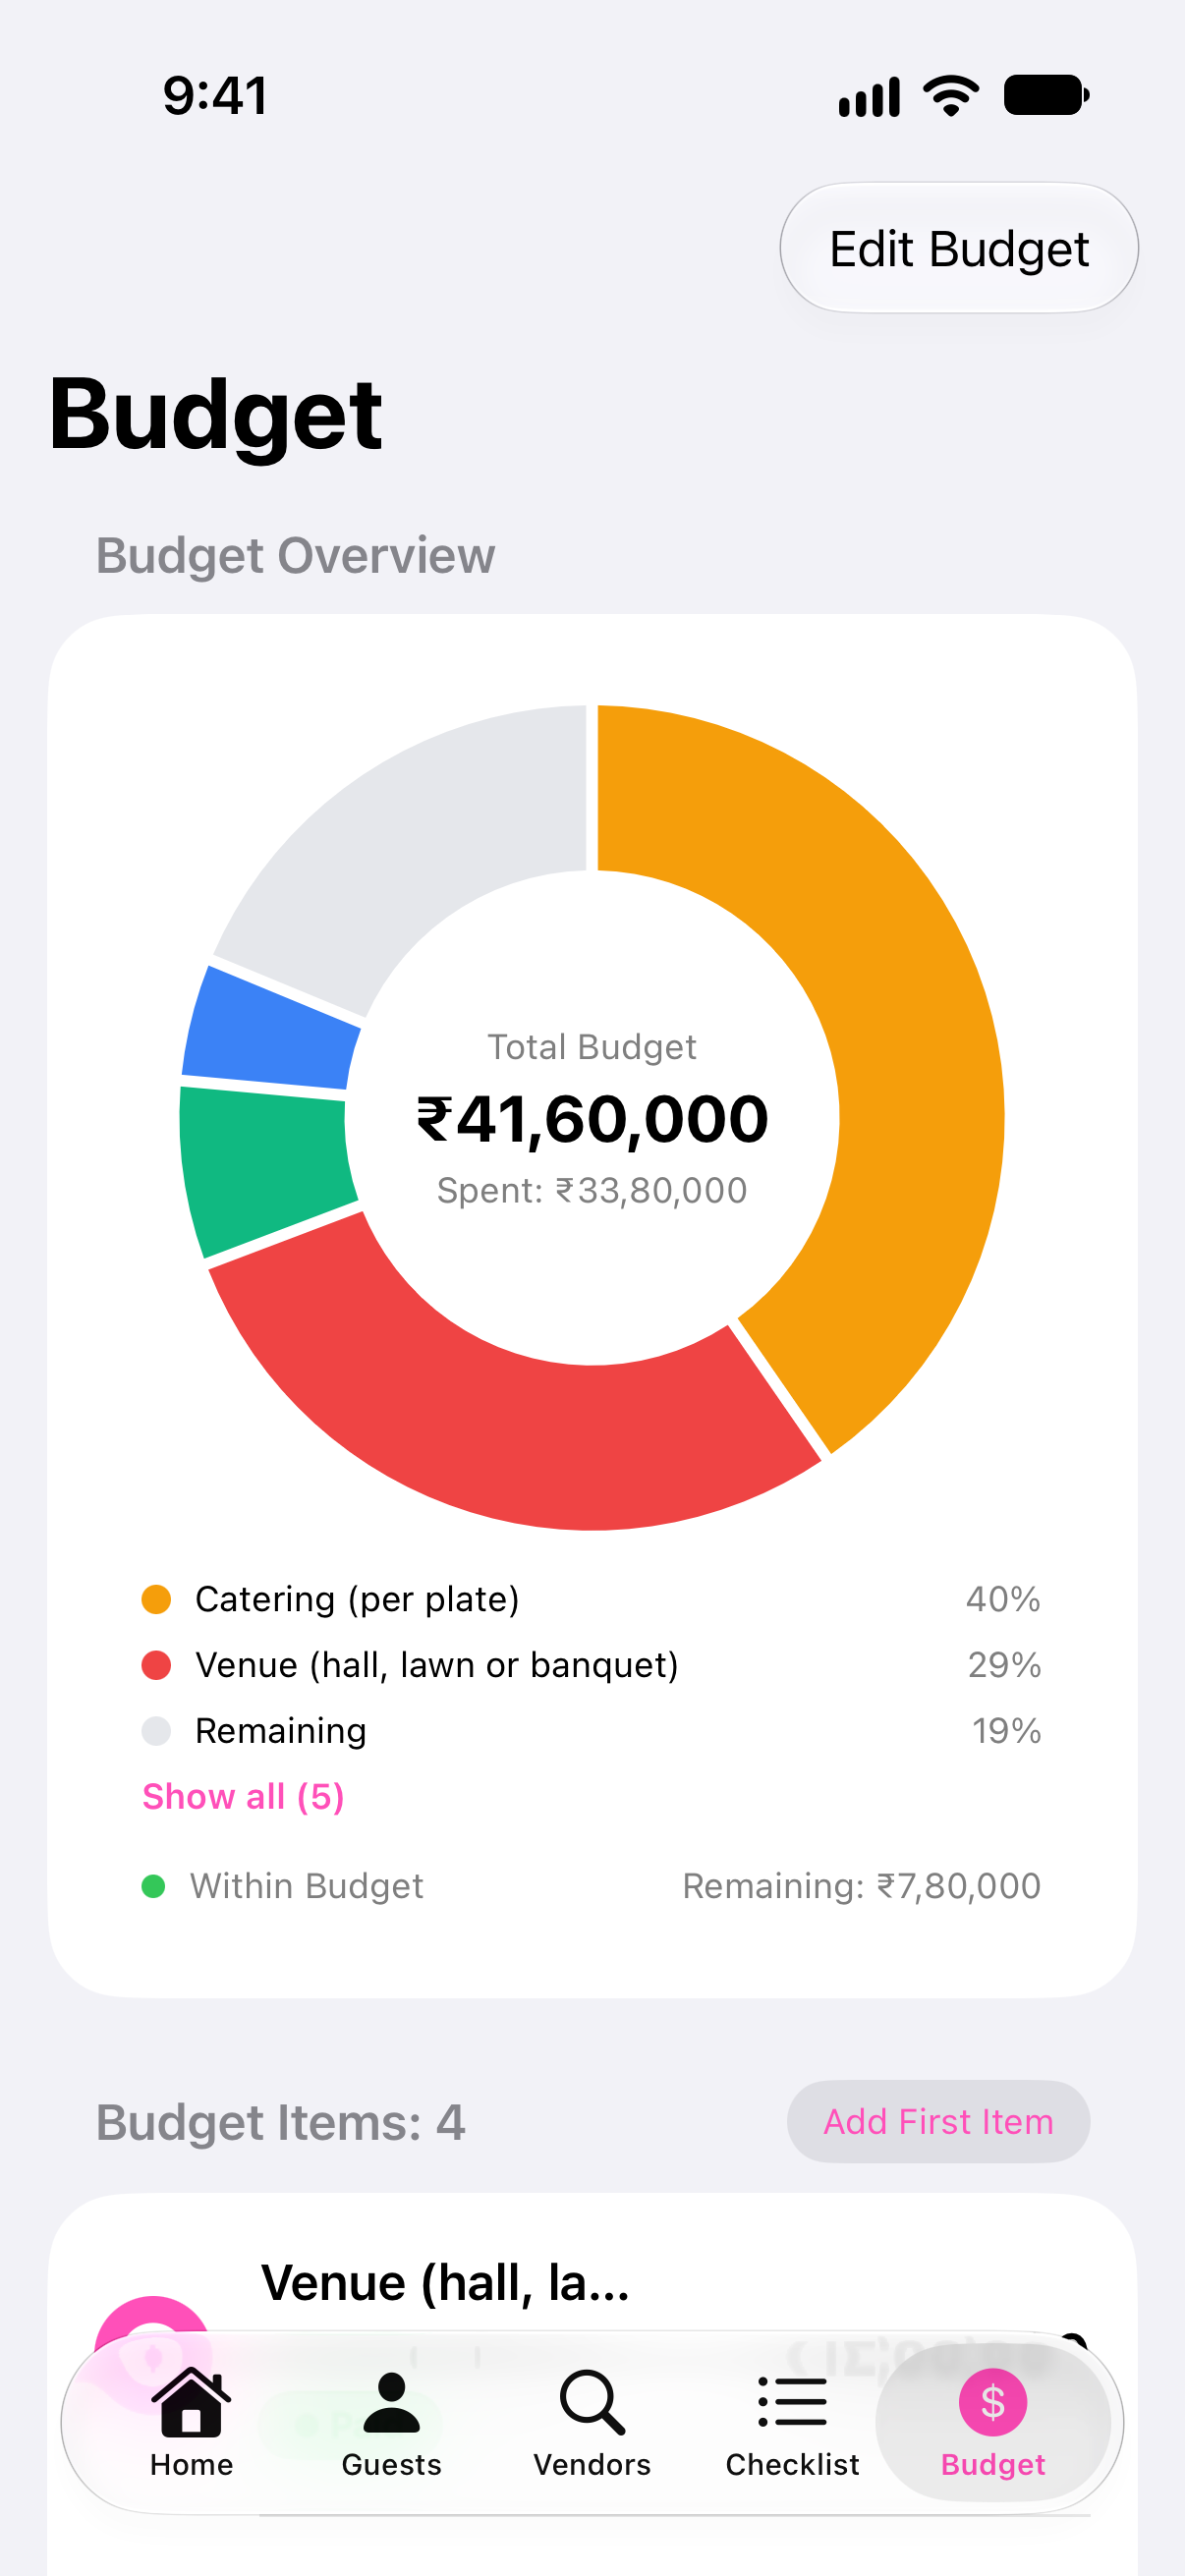 9:41
Edit Budget
Budget
Budget Overview
Total Budget
₹41,60,000
Spent: ₹33,80,000
Catering (per plate) 40%
Venue (hall, lawn or banquet) 29%
Remaining 19%
Show all (5)
Within Budget Remaining: ₹7,80,000
Budget Items: 4 Add First Item
Venue (hall, la...
$
Home Guests Vendors Checklist Budget